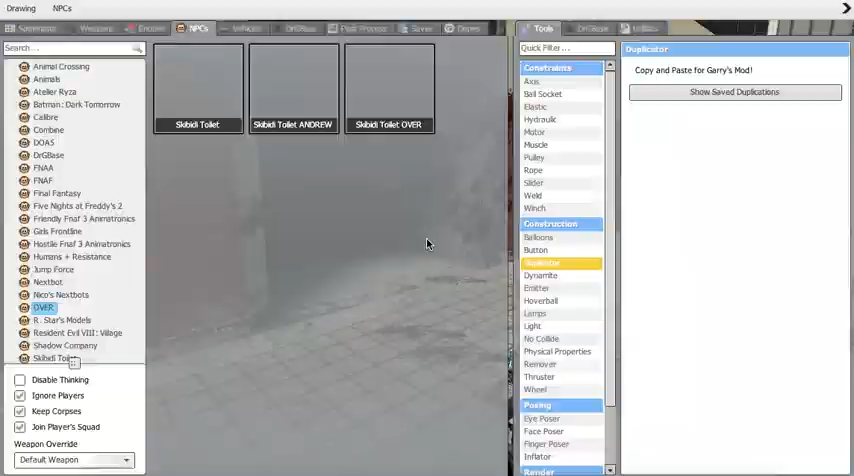 Drawing NPCs
Spawnlists Weapons Entities NPCs Vehicles DrGBase Post Process Saves Dupes
Search...
Animal Crossing
Animals
Atelier Ryza
Batman: Dark Tomorrow
Calibre
Combine
DOA5
DrGBase
FNAA
FNAF
Final Fantasy
Five Nights at Freddy's 2
Friendly Fnaf 3 Animatronics
Girls Frontline
Hostile Fnaf 3 Animatronics
Humans + Resistance
Jump Force
Nextbot
Nico's Nextbots
OVER
R. Star's Models
Resident Evil VIII: Village
Shadow Company
Skibidi Toilet
Disable Thinking
Ignore Players
Keep Corpses
Join Player's Squad
Weapon Override
Default Weapon
Skibidi Toilet
Skibidi Toilet ANDREW
Skibidi Toilet OVER
Tools DrGBase Utilities
Quick Filter...
Constraints
Axis
Ball Socket
Elastic
Hydraulic
Motor
Muscle
Pulley
Rope
Slider
Weld
Winch
Construction
Balloons
Button
Duplicator
Dynamite
Emitter
Hoverball
Lamps
Light
No Collide
Physical Properties
Remover
Thruster
Wheel
Posing
Eye Poser
Face Poser
Finger Poser
Inflator
Render
Duplicator
Copy and Paste for Garry's Mod!
Show Saved Duplications